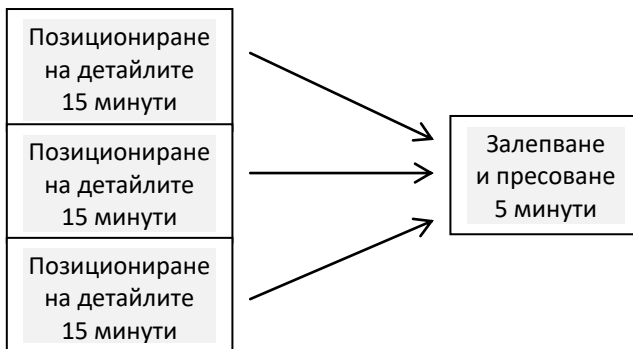 Позициониране
на детайлите
15 минути
Позициониране
на детайлите
15 минути
Позициониране
на детайлите
15 минути
Залепване
и пресоване
5 минути